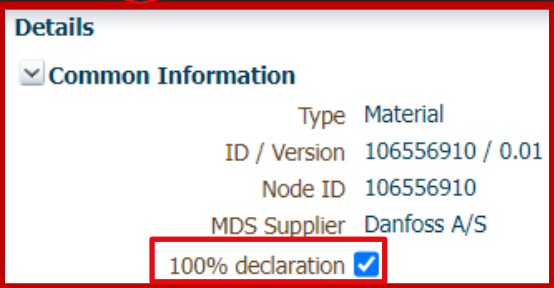 Details
Common Information
Type Material
ID / Version 106556910 / 0.01
Node ID 106556910
MDS Supplier Danfoss A/S
100% declaration